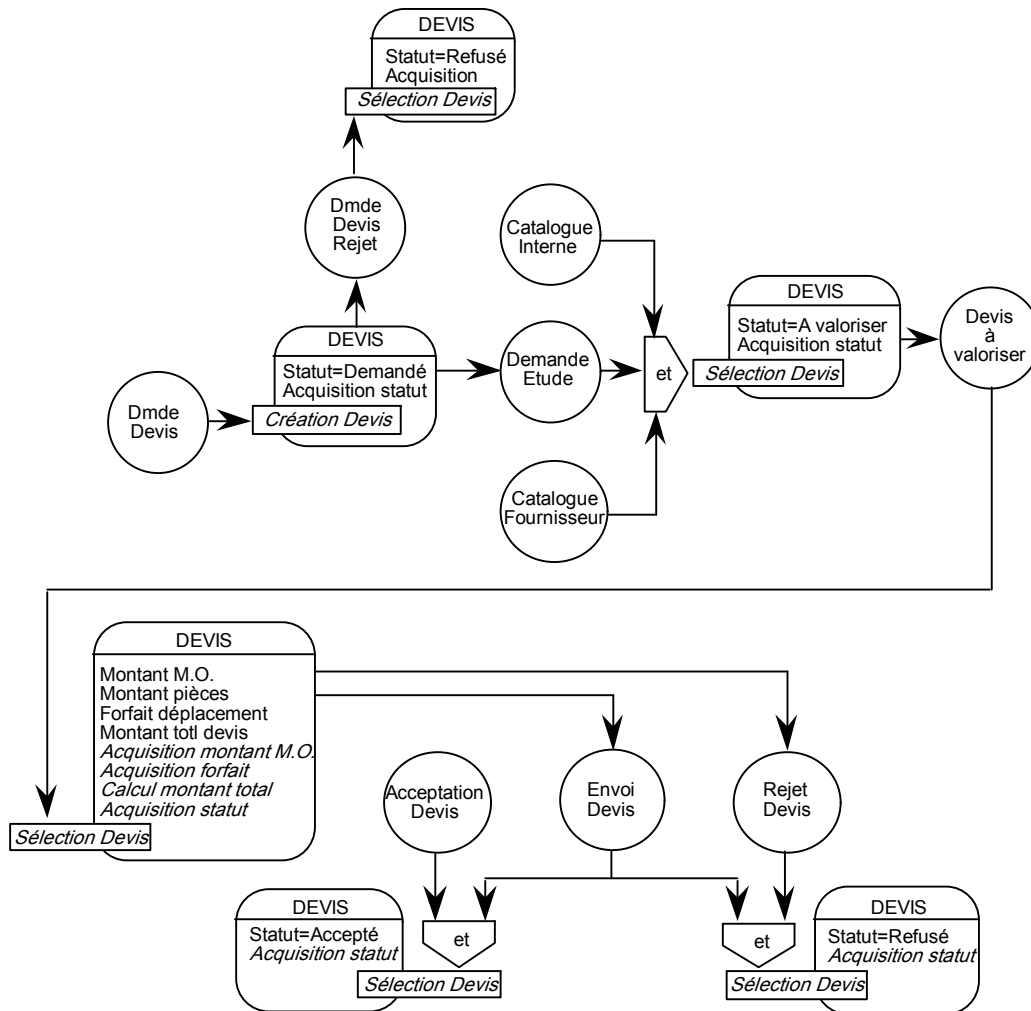 DEVIS
Statut=Refusé
Acquisition
Sélection Devis
Dmde
Devis
Rejet
Catalogue
Interne
DEVIS
Statut=Demandé
Acquisition statut
Création Devis
Dmde
Devis
Demande
Etude
et
DEVIS
Statut=A valoriser
Acquisition statut
Sélection Devis
Devis
à
valoriser
Catalogue
Fournisseur
DEVIS
Montant M.O.
Montant pièces
Forfait déplacement
Montant totl devis
Acquisition montant M.O.
Acquisition forfait
Calcul montant total
Acquisition statut
Sélection Devis
Acceptation
Devis
Envoi
Devis
Rejet
Devis
DEVIS
Statut=Accepté
Acquisition statut
et
Sélection Devis
et
DEVIS
Statut=Refusé
Acquisition statut
Sélection Devis